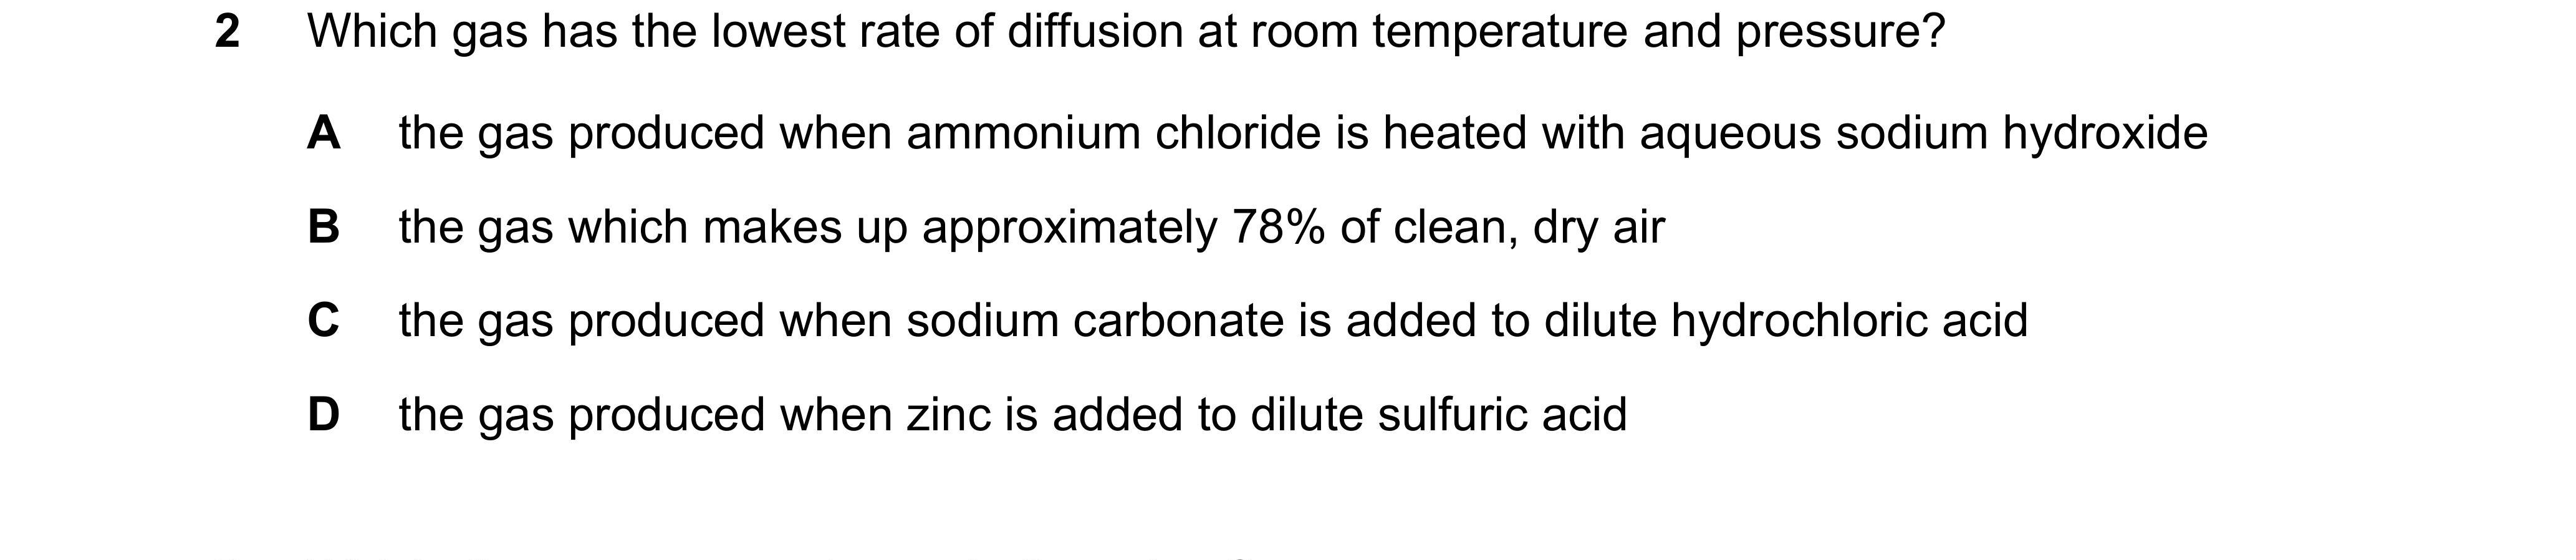 2 Which gas has the lowest rate of diffusion at room temperature and pressure?
A the gas produced when ammonium chloride is heated with aqueous sodium hydroxide
B the gas which makes up approximately 78% of clean, dry air
C the gas produced when sodium carbonate is added to dilute hydrochloric acid
D the gas produced when zinc is added to dilute sulfuric acid